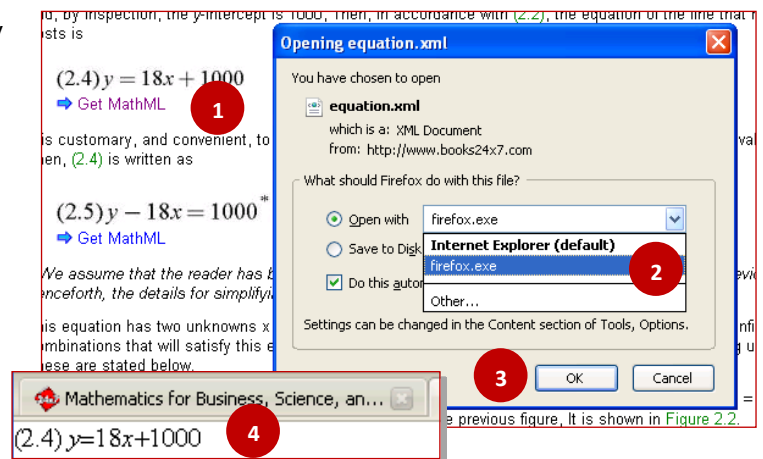 by inspection, the y-intercept is 1000, Then, in accordance with (2.2), the equation of the line that
sts is
(2.4) y = 18x + 1000
Get MathML
1
is customary, and convenient, to
en, (2.4) is written as
(2.5) y − 18x = 1000*
Get MathML
We assume that the reader has
enceforth, the details for
is equation has two unknowns x
mbinations that will satisfy this e
ese are stated below.
Opening equation.xml
You have chosen to open
equation.xml
which is a: XML Document
from: http://www.books24x7.com
What should Firefox do with this file?
Open with firefox.exe
Internet Explorer (default)
firefox.exe
2
Other...
Save to Disk
Do this
Settings can be changed in the Content section of Tools, Options.
3
OK
Cancel
e previous figure, It is shown in Figure 2.2.
Mathematics for Business, Science, an...
(2.4) y=18x+1000
4